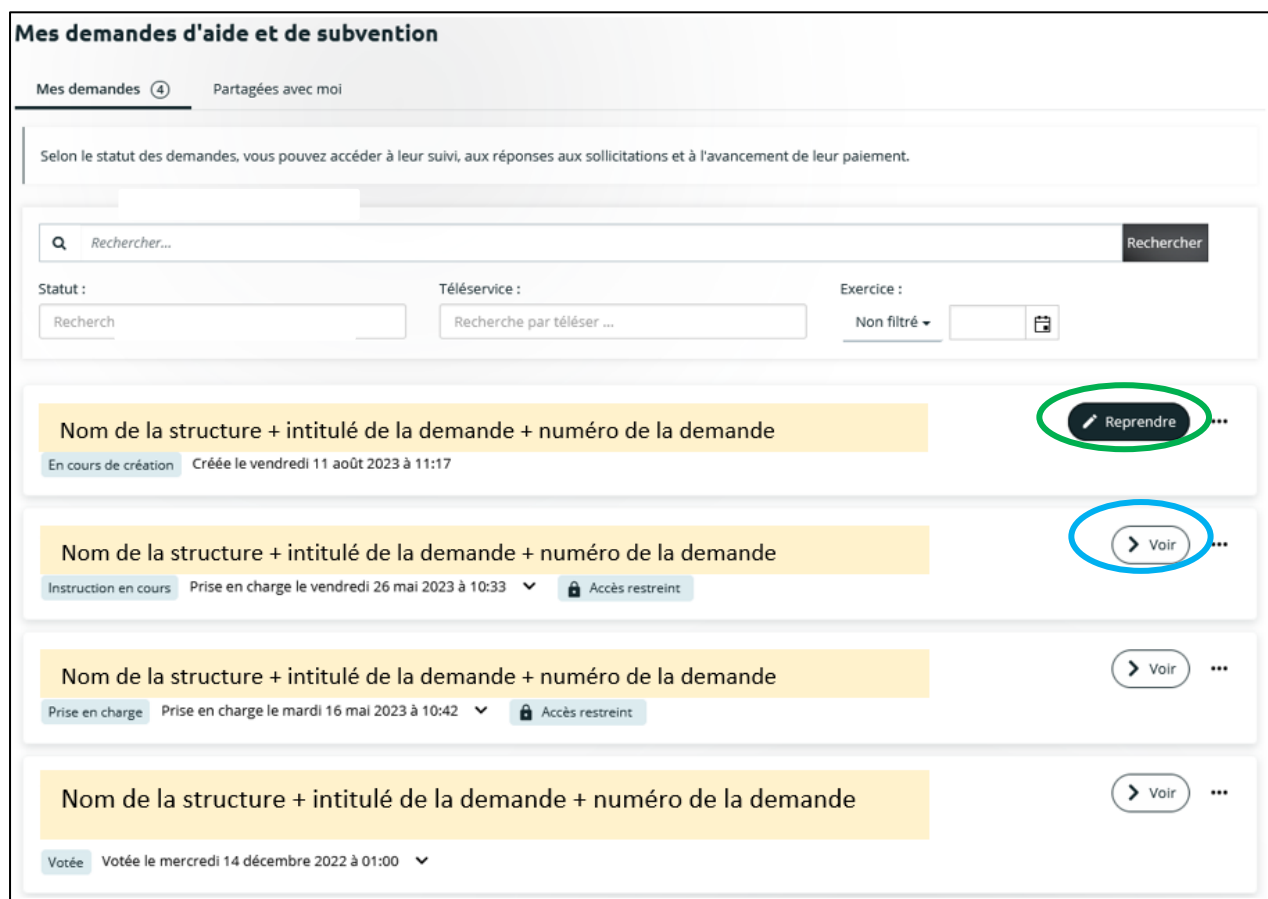 Mes demandes d'aide et de subvention
Mes demandes 4 Partagées avec moi
Selon le statut des demandes, vous pouvez accéder à leur suivi, aux réponses aux sollicitations et à l'avancement de leur paiement.
Rechercher... Rechercher
Statut : Téléservice : Exercice :
Recherch Recherche par téléser ... Non filtré
Nom de la structure + intitulé de la demande + numéro de la demande Reprendre ...
En cours de création Créée le vendredi 11 août 2023 à 11:17
Nom de la structure + intitulé de la demande + numéro de la demande Voir ...
Instruction en cours Prise en charge le vendredi 26 mai 2023 à 10:33 Accès restreint
Nom de la structure + intitulé de la demande + numéro de la demande Voir ...
Prise en charge Prise en charge le mardi 16 mai 2023 à 10:42 Accès restreint
Nom de la structure + intitulé de la demande + numéro de la demande Voir ...
Votée Votée le mercredi 14 décembre 2022 à 01:00